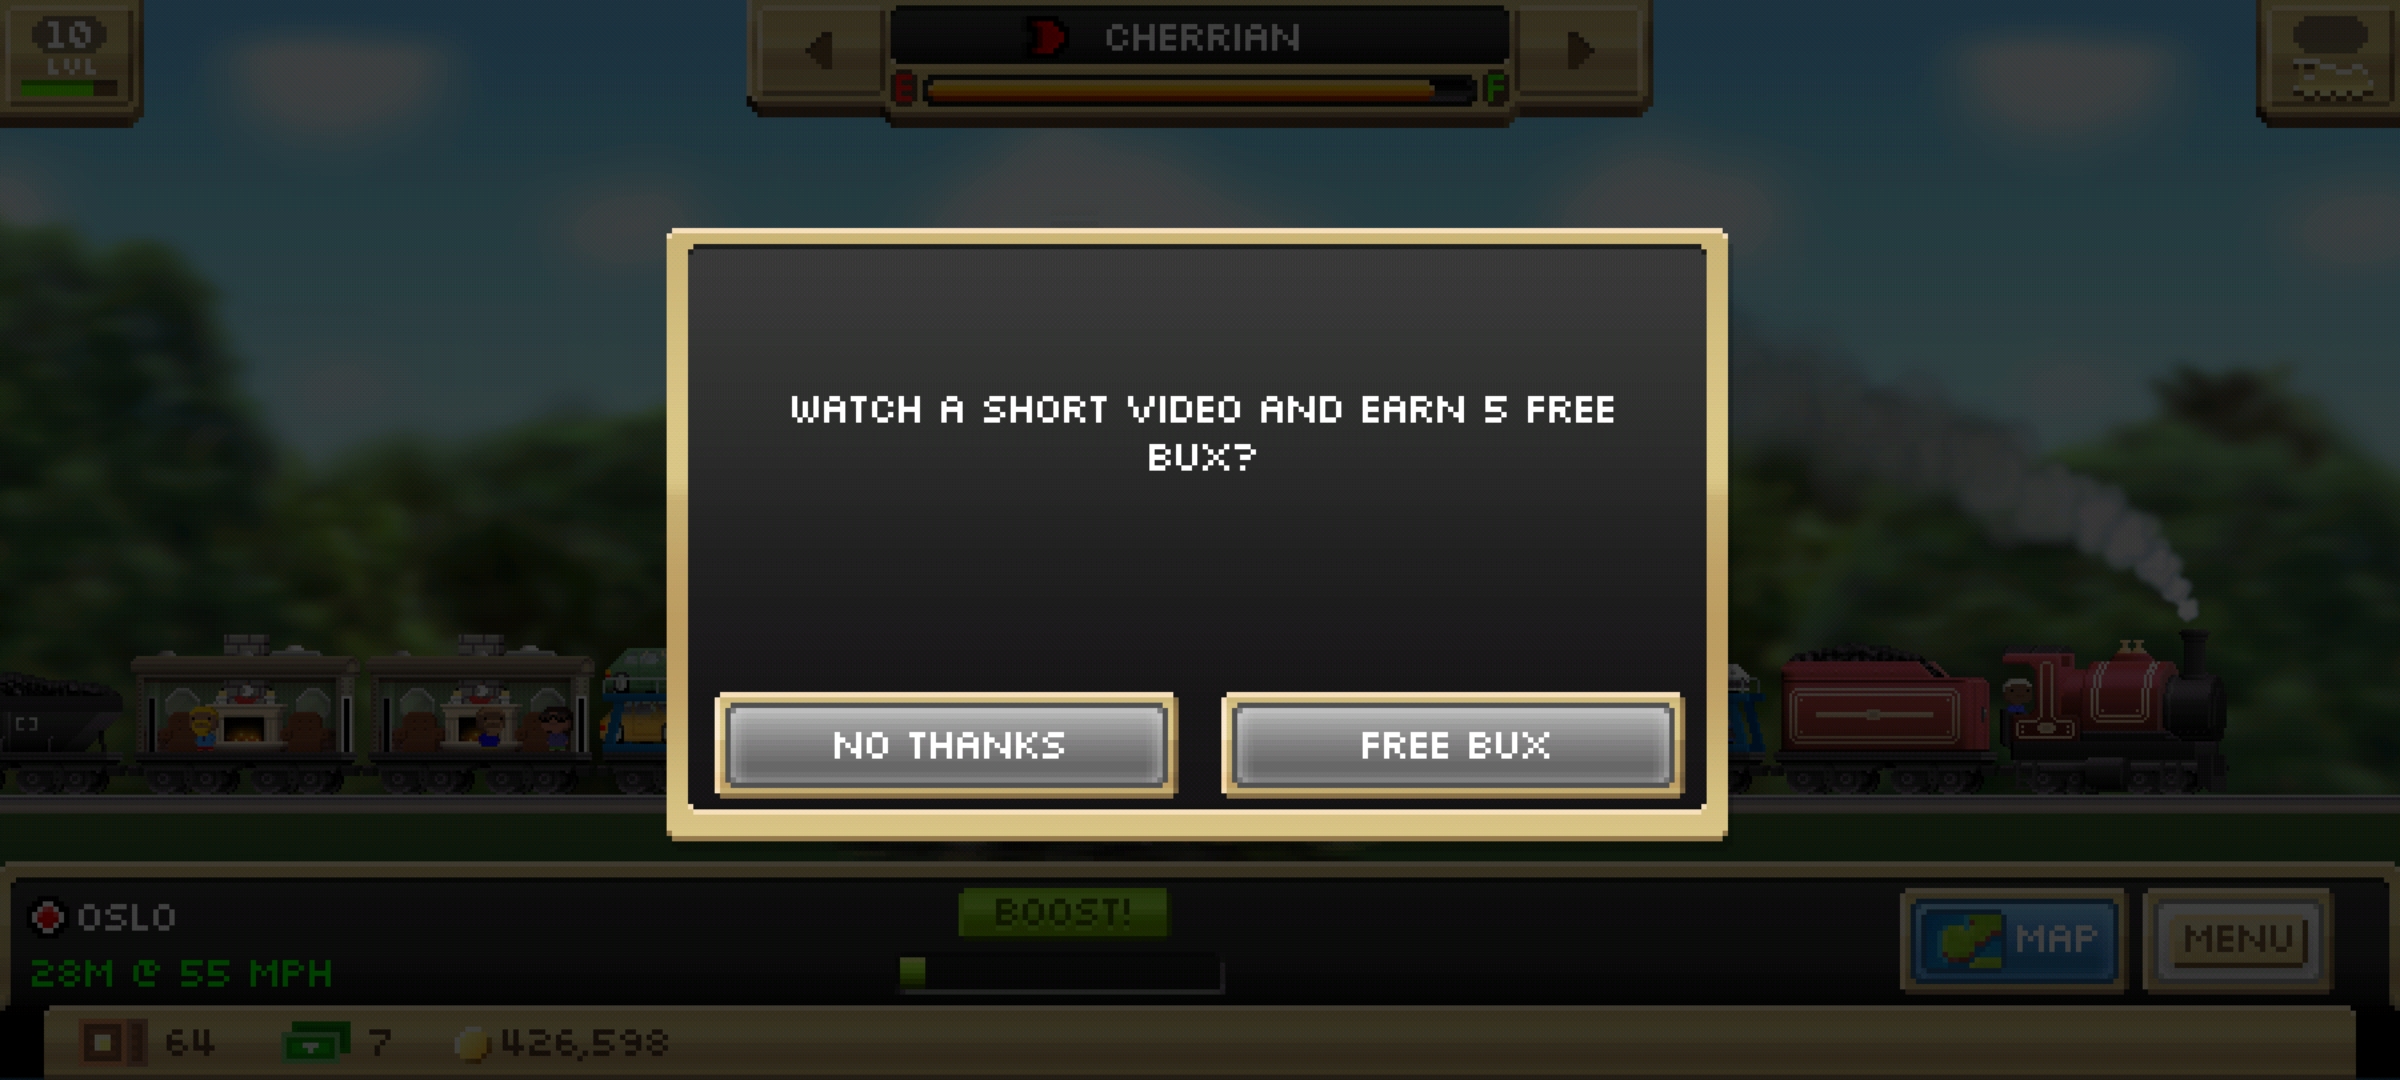 10
LVL
CHERRIAN
E F
WATCH A SHORT VIDEO AND EARN 5 FREE
BUX?
NO THANKS FREE BUX
OSLO
28M @ 55 MPH
BOOST!
MAP MENU
64 7 426,598